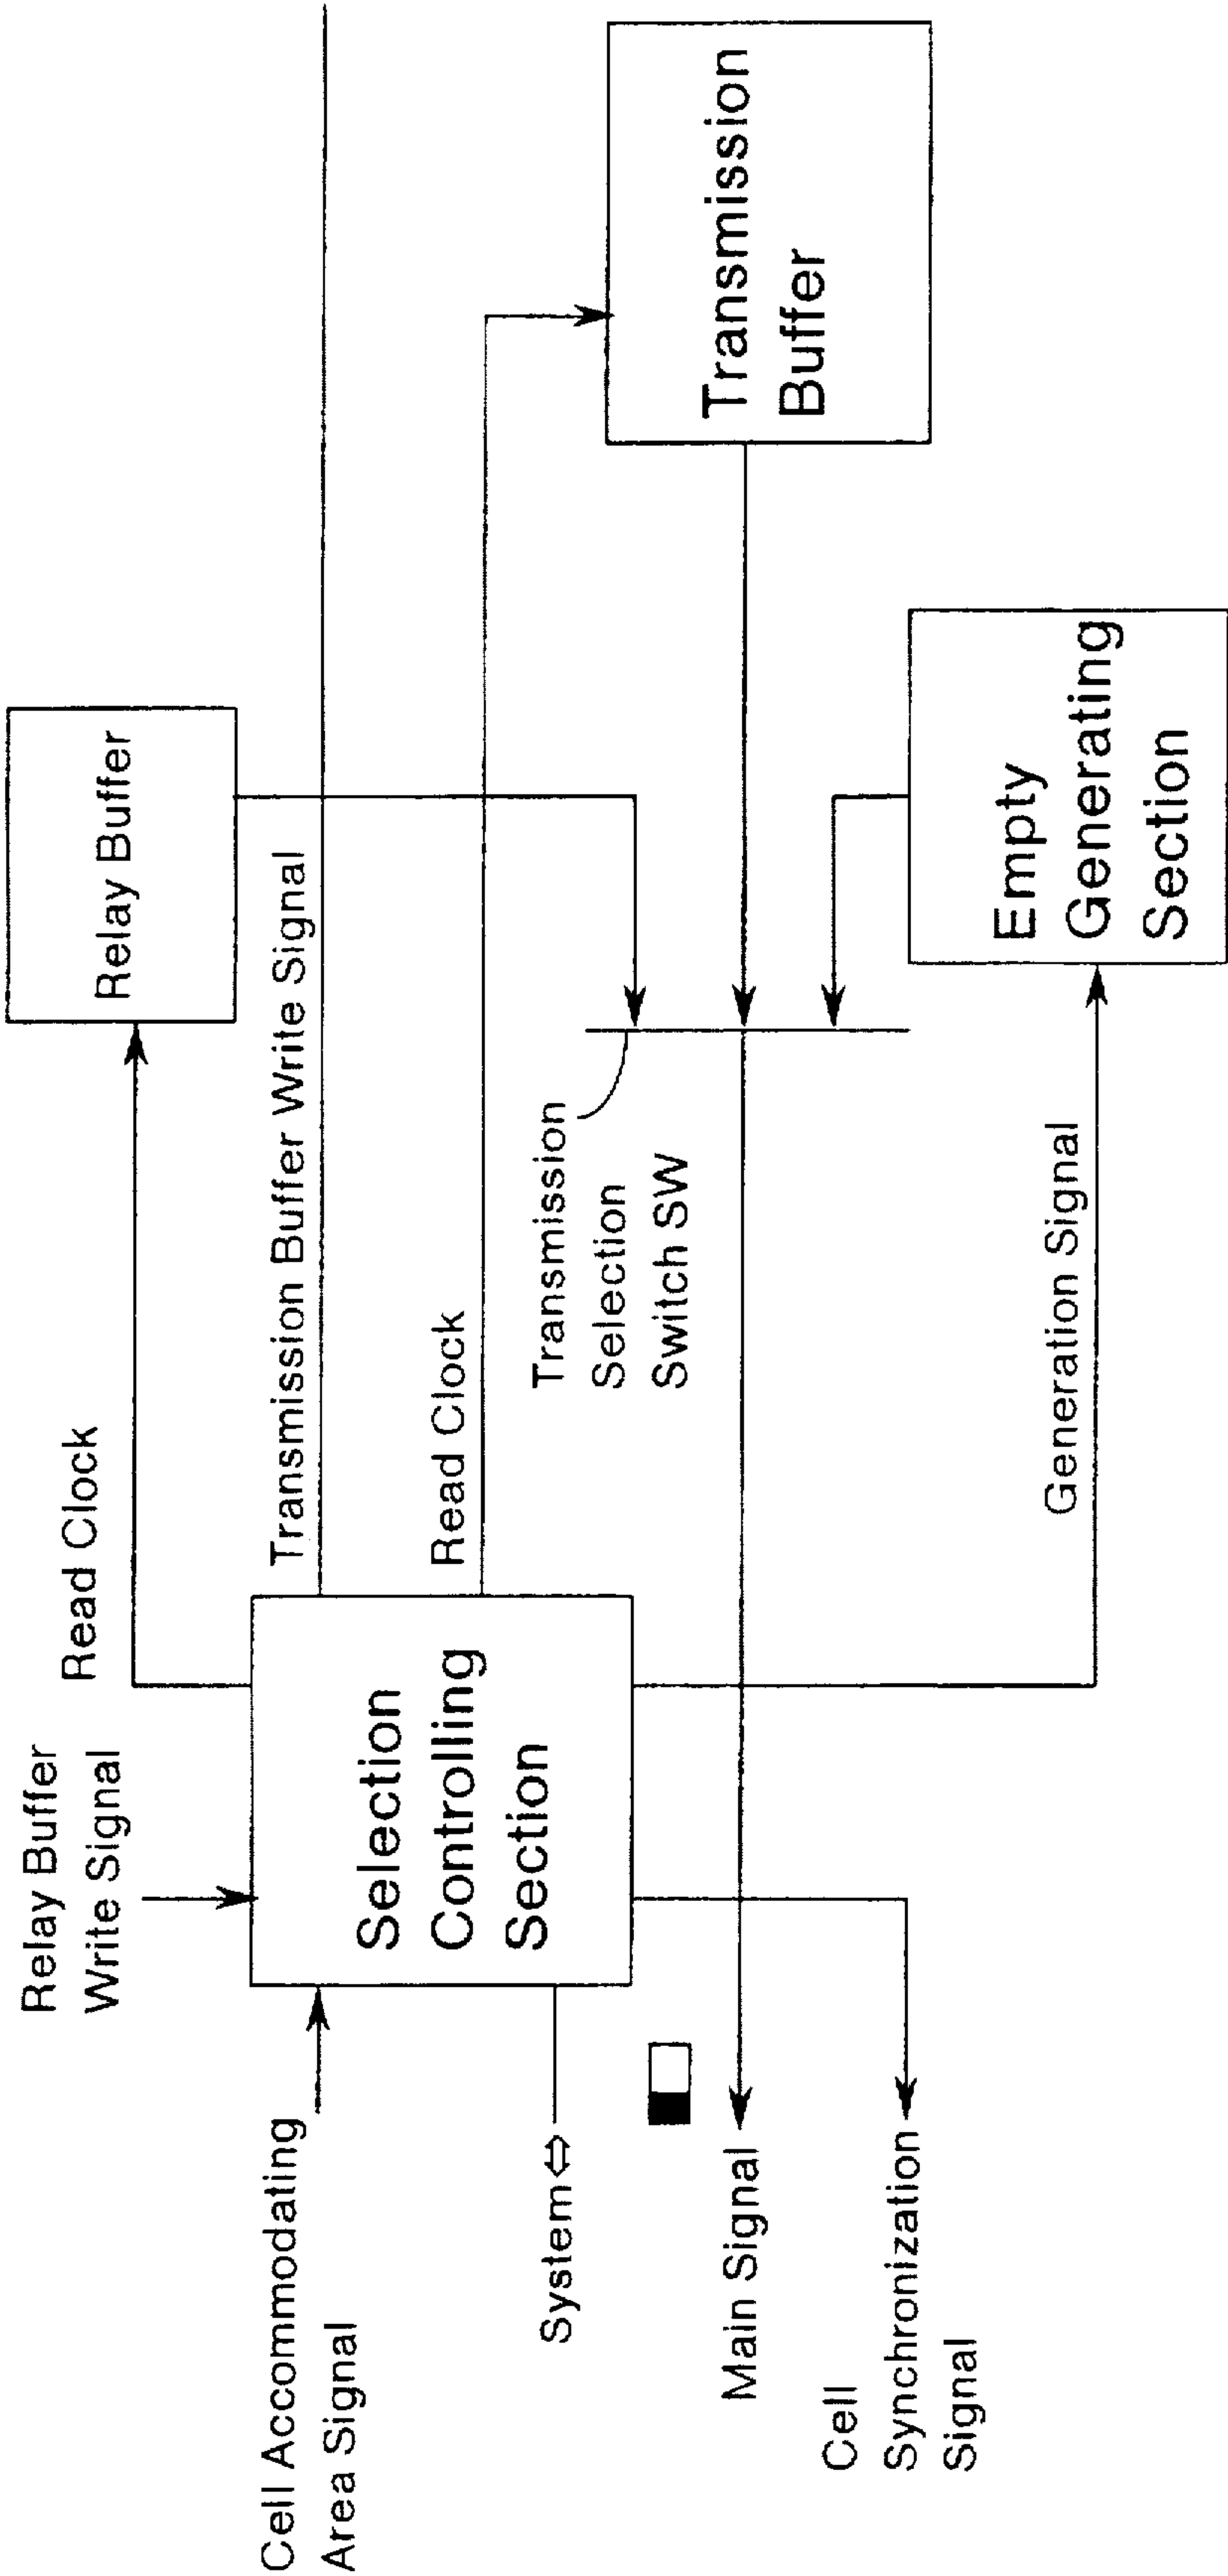 Relay Buffer
Write Signal
Read Clock
Relay Buffer
Cell Accommodating
Area Signal
Transmission Buffer Write Signal
Selection
Controlling
Section
Read Clock
System⇔
Transmission
Selection
Switch SW
Transmission
Buffer
Main Signal
Cell
Synchronization
Signal
Generation Signal
Empty
Generating
Section